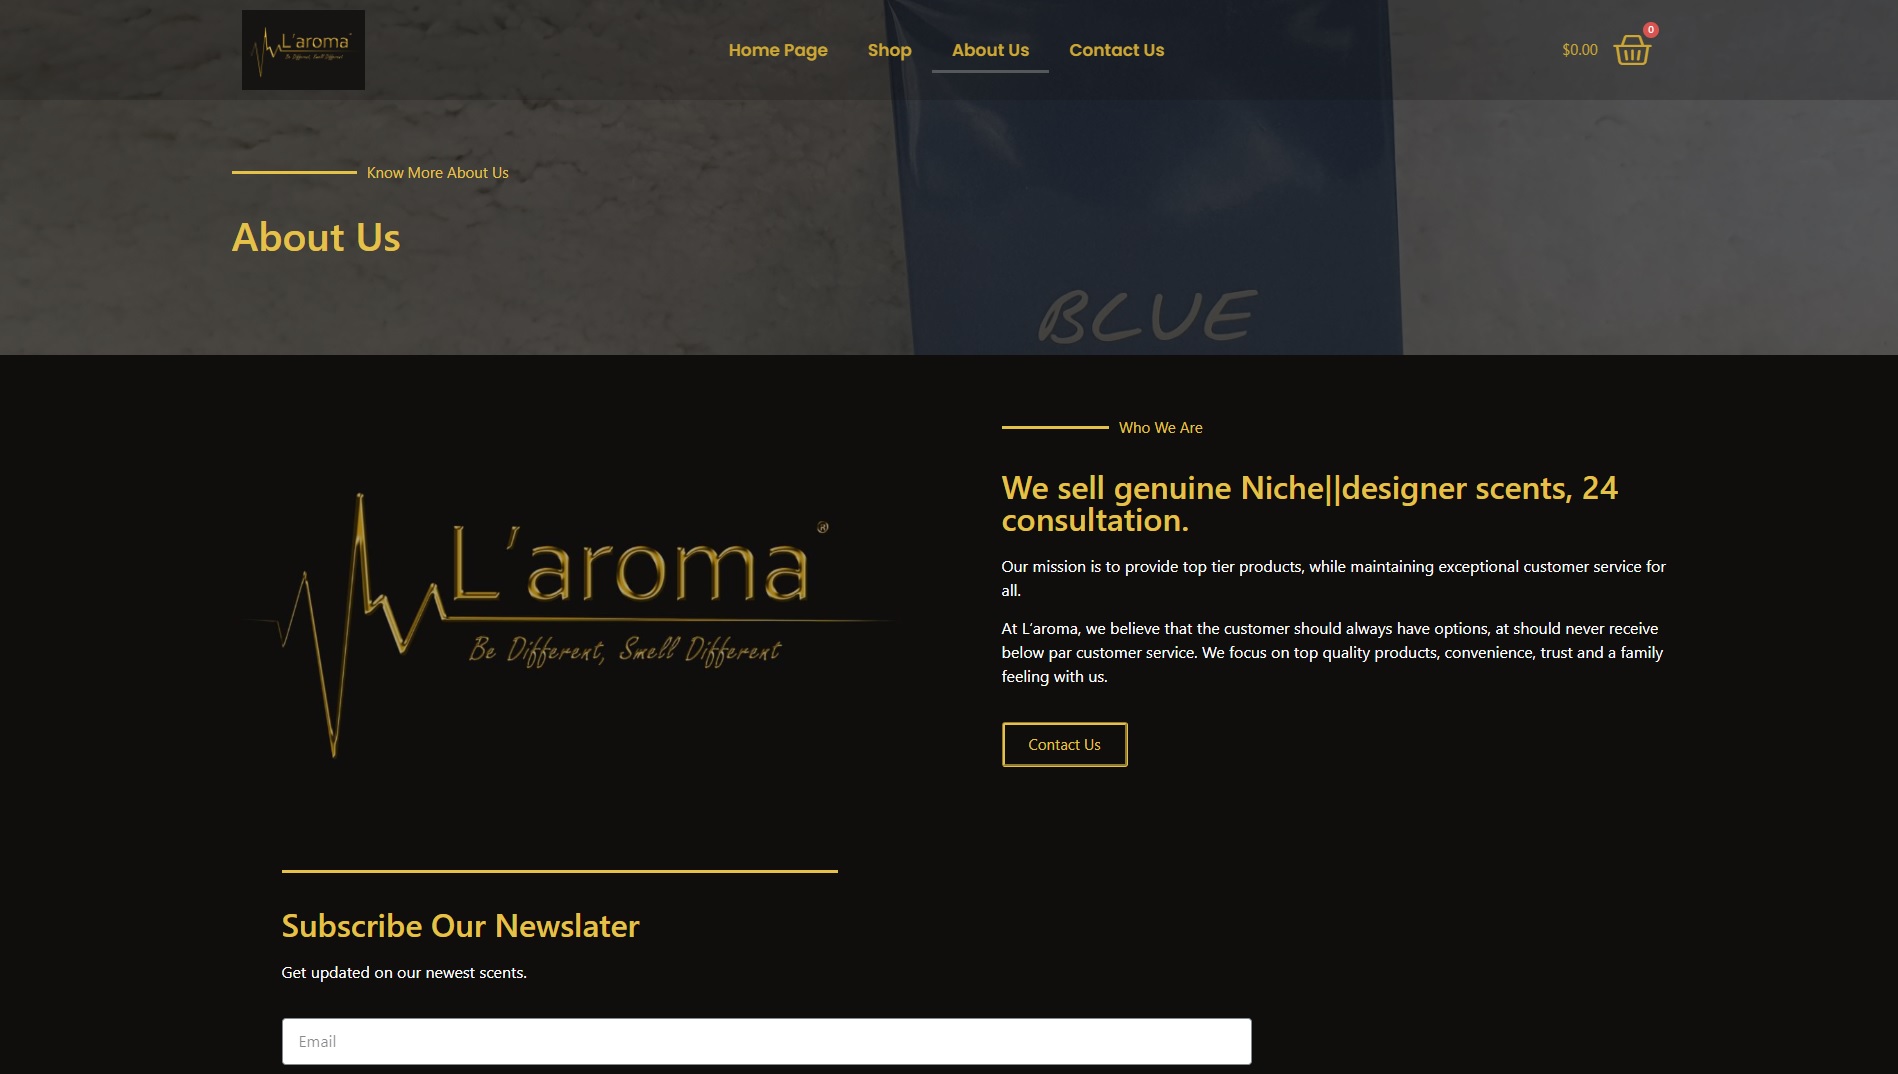 L'aroma
Be Different, Smell Different
Home Page
Shop
About Us
Contact Us
$0.00
0
Know More About Us
About Us
BLUE
Who We Are
We sell genuine Niche||designer scents, 24
consultation.
L'aroma®
Be Different, Smell Different
Our mission is to provide top tier products, while maintaining exceptional customer service for
all.
At L'aroma, we believe that the customer should always have options, at should never receive
below par customer service. We focus on top quality products, convenience, trust and a family
feeling with us.
Contact Us
Subscribe Our Newslater
Get updated on our newest scents.
Email